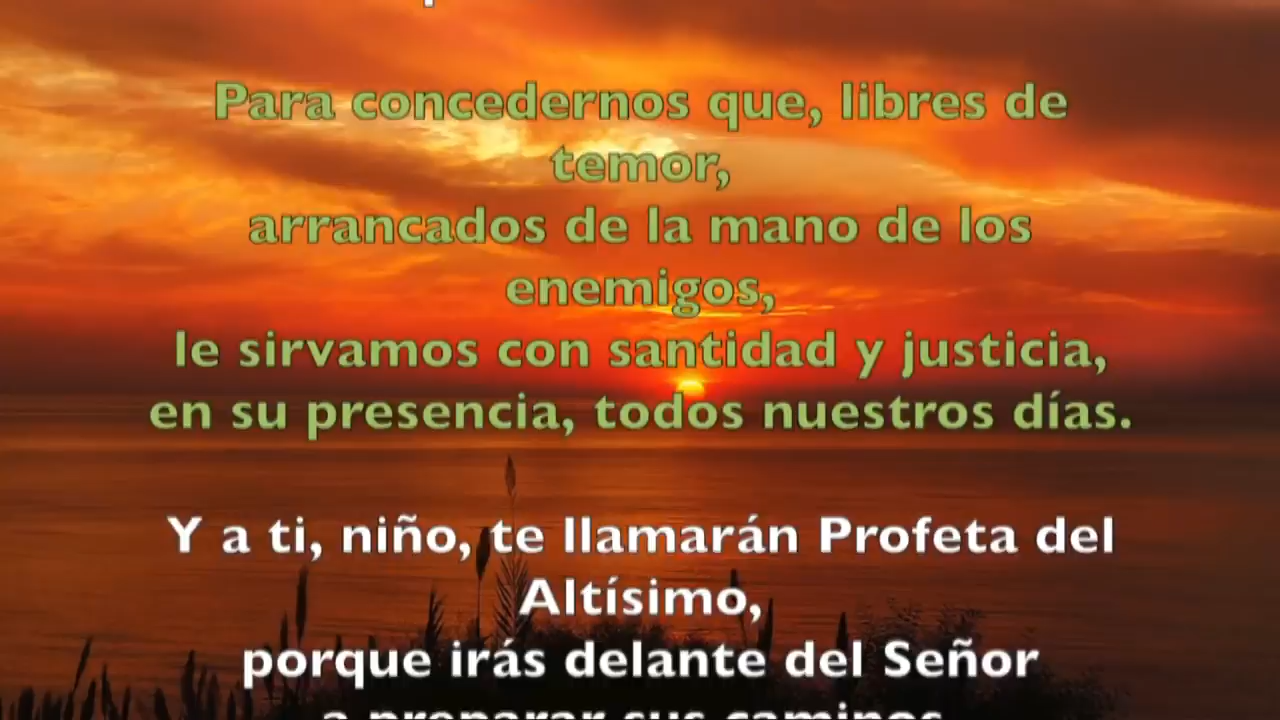 Para concedernos que, libres de
temor,
arrancados de la mano de los
enemigos,
le sirvamos con santidad y justicia,
en su presencia, todos nuestros días.
Y a ti, niño, te llamarán Profeta del
Altísimo,
porque irás delante del Señor
a preparar sus caminos